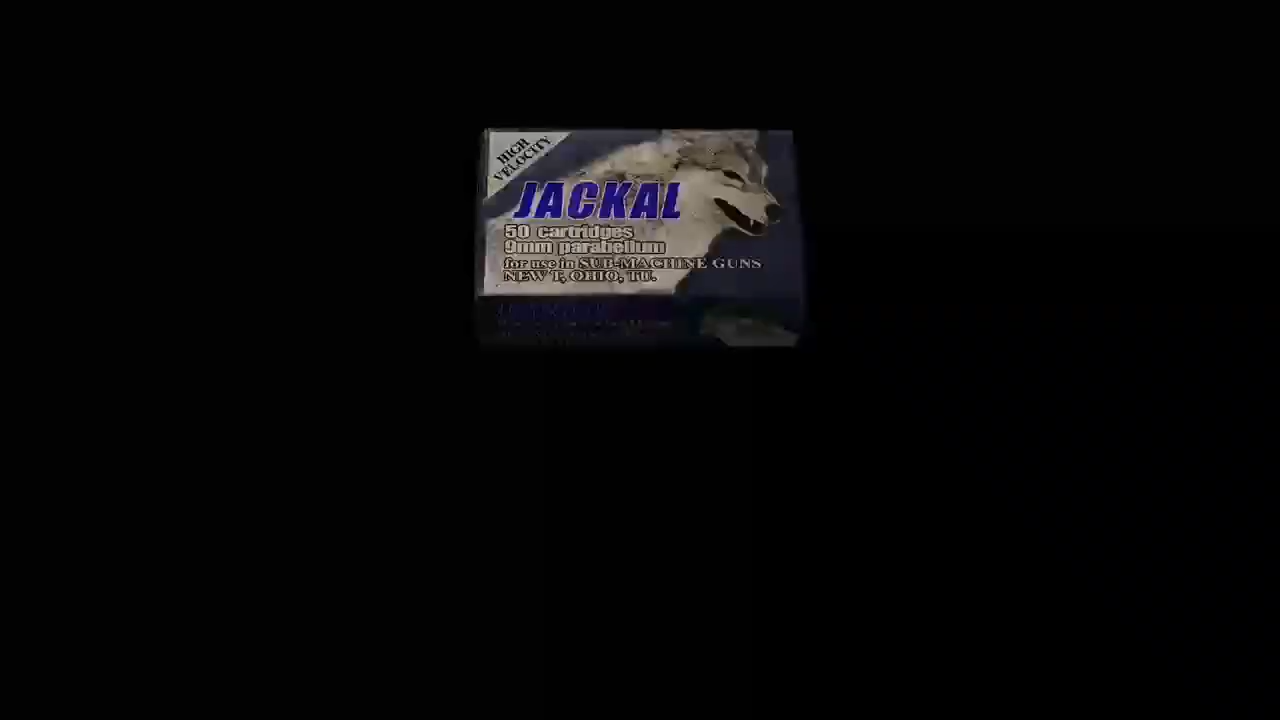 HIGH
VELOCITY
JACKAL
50 cartridges
9mm parabellum
for use in SUB-MACHINE GUNS
NEW T, OHIO, TU.